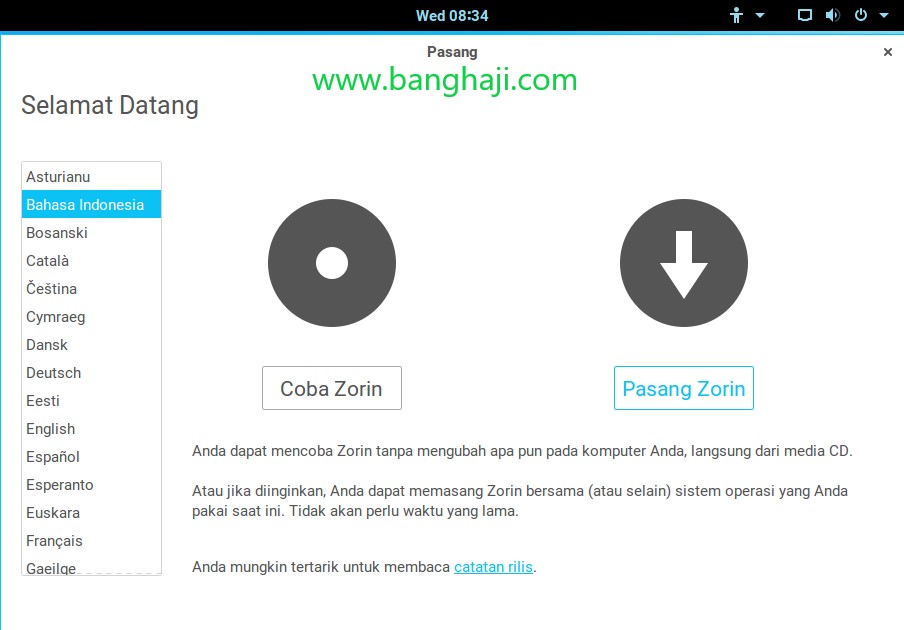 Wed 08:34
Pasang
www.banghaji.com
Selamat Datang
Asturianu
Bahasa Indonesia
Bosanski
Català
Čeština
Cymraeg
Dansk
Deutsch
Eesti
English
Español
Esperanto
Euskara
Français
Gaeilge
Coba Zorin
Pasang Zorin
Anda dapat mencoba Zorin tanpa mengubah apa pun pada komputer Anda, langsung dari media CD.
Atau jika diinginkan, Anda dapat memasang Zorin bersama (atau selain) sistem operasi yang Anda
pakai saat ini. Tidak akan perlu waktu yang lama.
Anda mungkin tertarik untuk membaca catatan rilis.